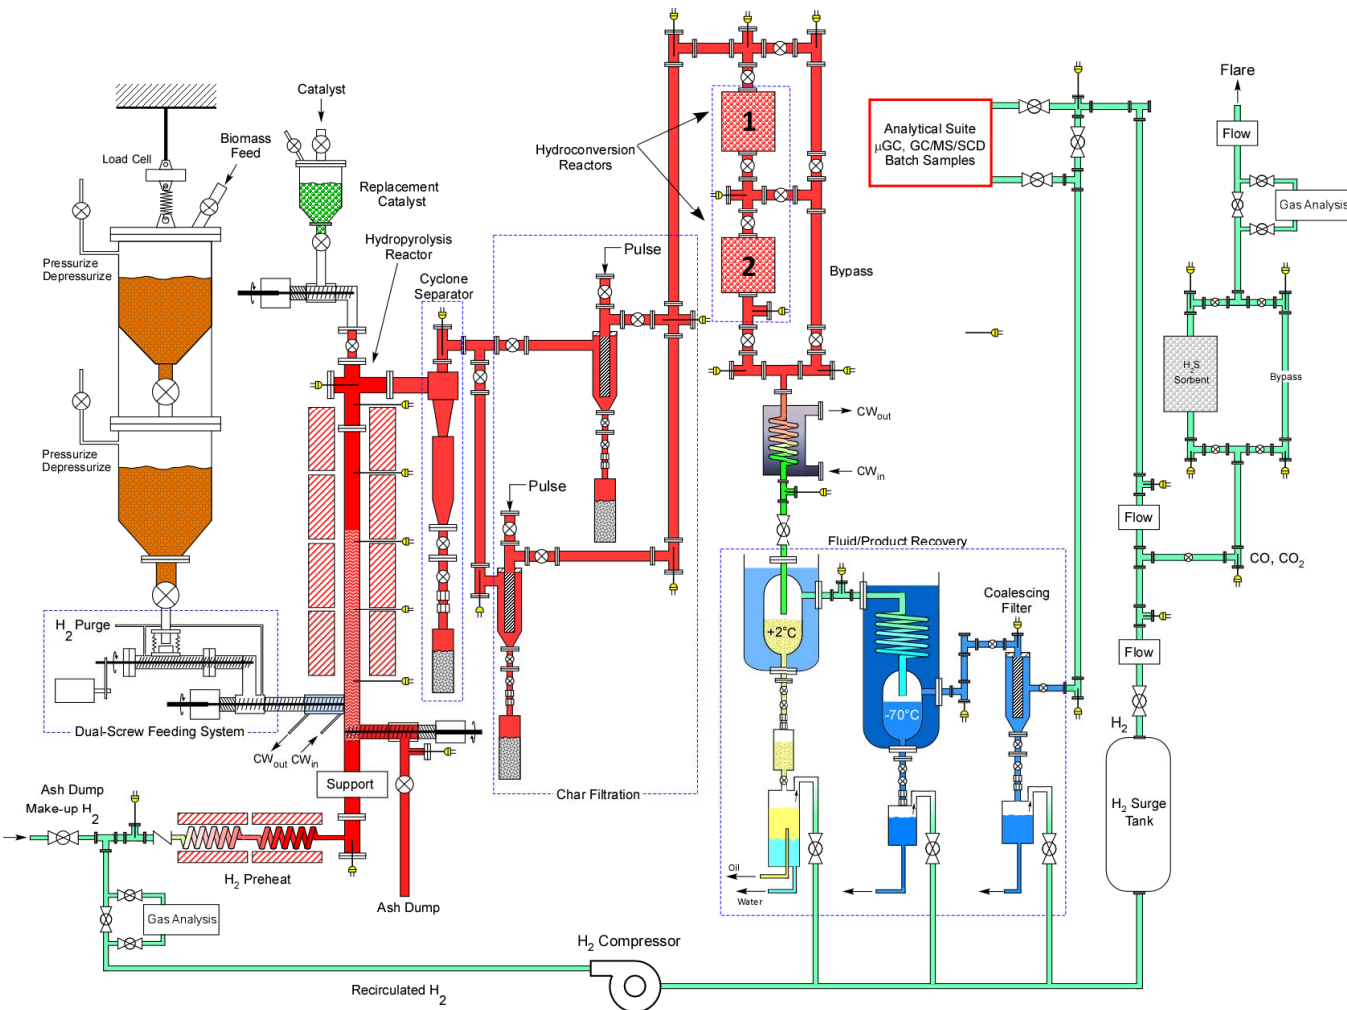 Catalyst
Biomass
Feed
Load Cell
Replacement
Catalyst
Hydropyrolysis
Reactor
Pressurize
Depressurize
Cyclone
Separator
Pulse
Hydroconversion
Reactors
1
2
Bypass
Analytical Suite
µGC, GC/MS/SCD
Batch Samples
Flare
Flow
Gas Analysis
H2S
Sorbent
Bypass
CWout
CWin
Pressurize
Depressurize
Pulse
Flow
CO, CO2
Fluid/Product Recovery
Coalescing
Filter
+2°C
-70°C
Flow
H2
H2 Surge
Tank
H2 Purge
Dual-Screw Feeding System
CWout CWin
Support
Char Filtration
Ash Dump
Make-up H2
H2 Preheat
Ash Dump
Oil
Water
Gas Analysis
H2 Compressor
Recirculated H2